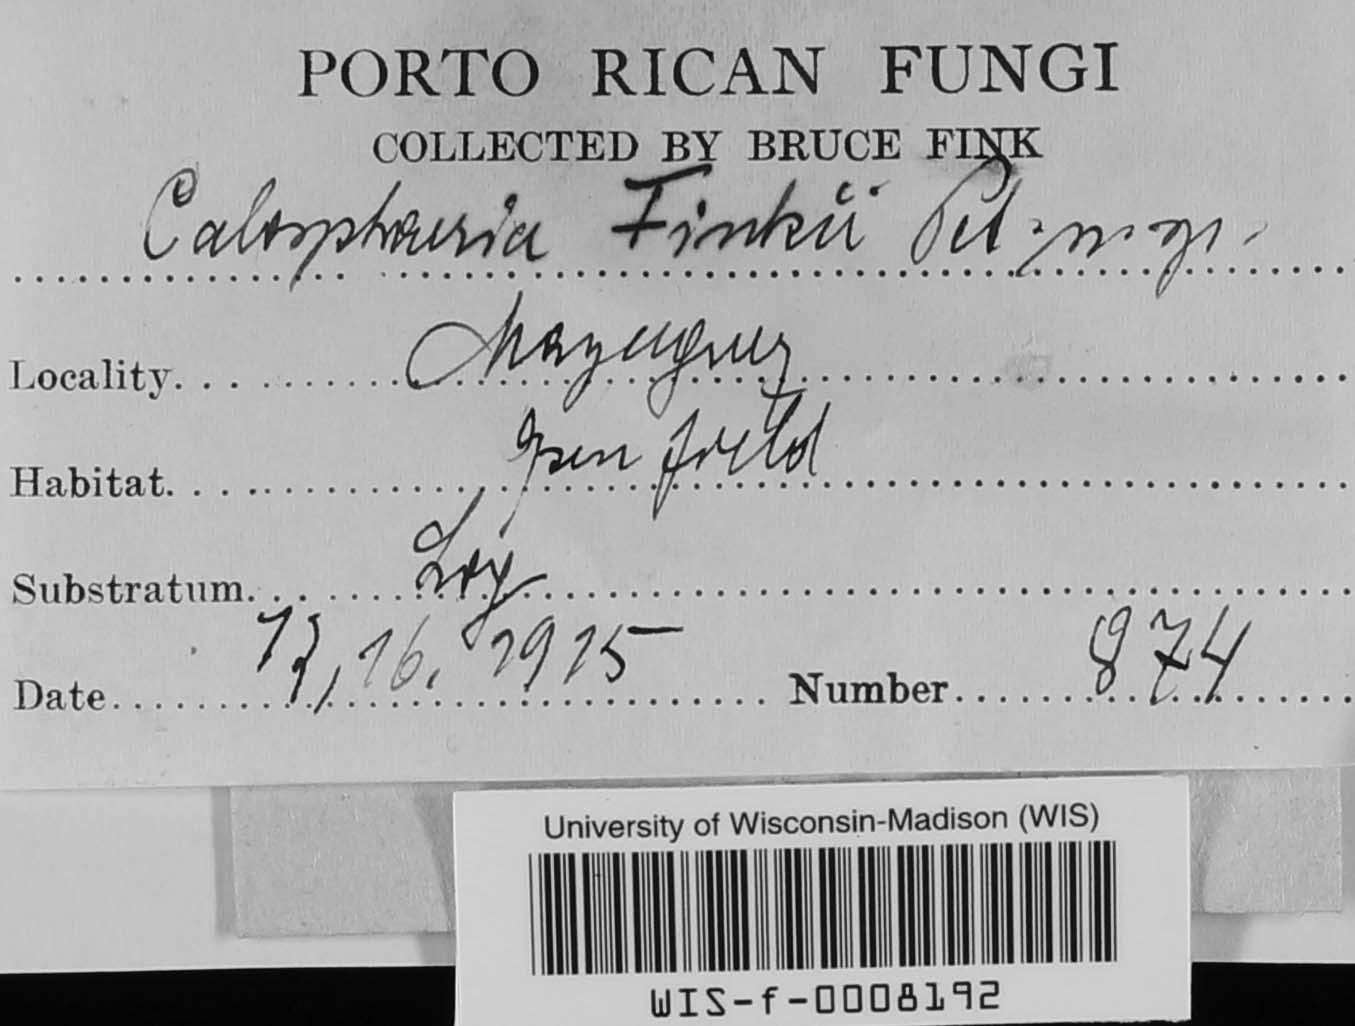 PORTO RICAN FUNGI
COLLECTED BY BRUCE FINK
Calosphaeria Finkii Pet. n. sp.
Locality. Mayaguez
Habitat. open field
Substratum. Log
Date 12, 16, 1915 Number 874
University of Wisconsin-Madison (WIS)
WIS-f-0008192